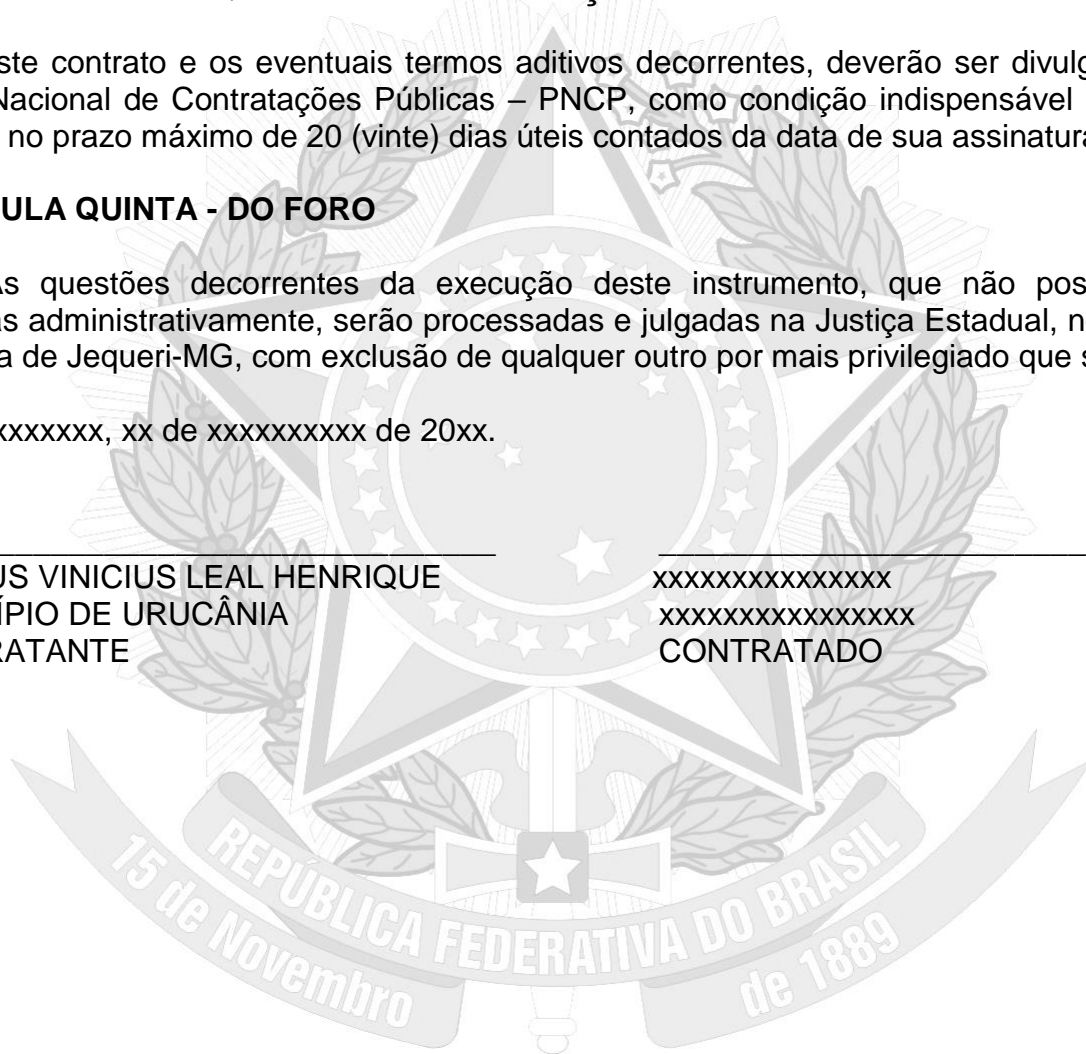 ste contrato e os eventuais termos aditivos decorrentes, deverão ser divulg
Nacional de Contratações Públicas – PNCP, como condição indispensável
no prazo máximo de 20 (vinte) dias úteis contados da data de sua assinatura
ULA QUINTA - DO FORO
As questões decorrentes da execução deste instrumento, que não pos
as administrativamente, serão processadas e julgadas na Justiça Estadual, n
a de Jequeri-MG, com exclusão de qualquer outro por mais privilegiado que s
xxxxxxx, xx de xxxxxxxxxx de 20xx.
US VINICIUS LEAL HENRIQUE xxxxxxxxxxxxxxx
ÍPIO DE URUCÂNIA xxxxxxxxxxxxxxxx
RATANTE CONTRATADO
REPÚBLICA FEDERATIVA DO BRASIL
15 de Novembro de 1889